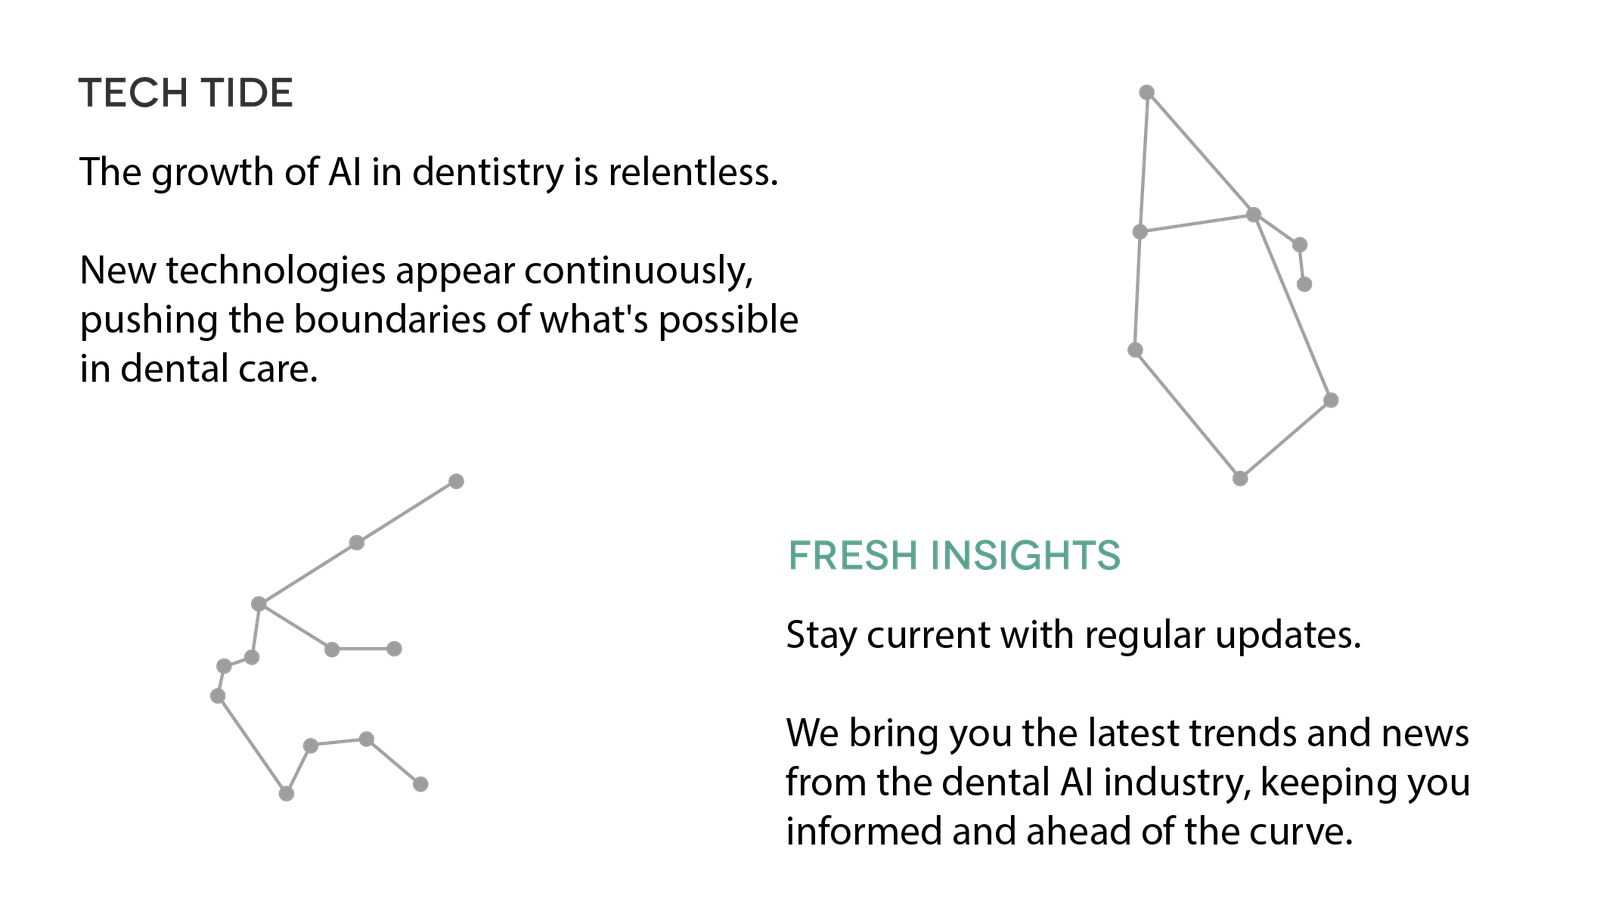 TECH TIDE
The growth of AI in dentistry is relentless.
New technologies appear continuously,
pushing the boundaries of what's possible
in dental care.
FRESH INSIGHTS
Stay current with regular updates.
We bring you the latest trends and news
from the dental AI industry, keeping you
informed and ahead of the curve.